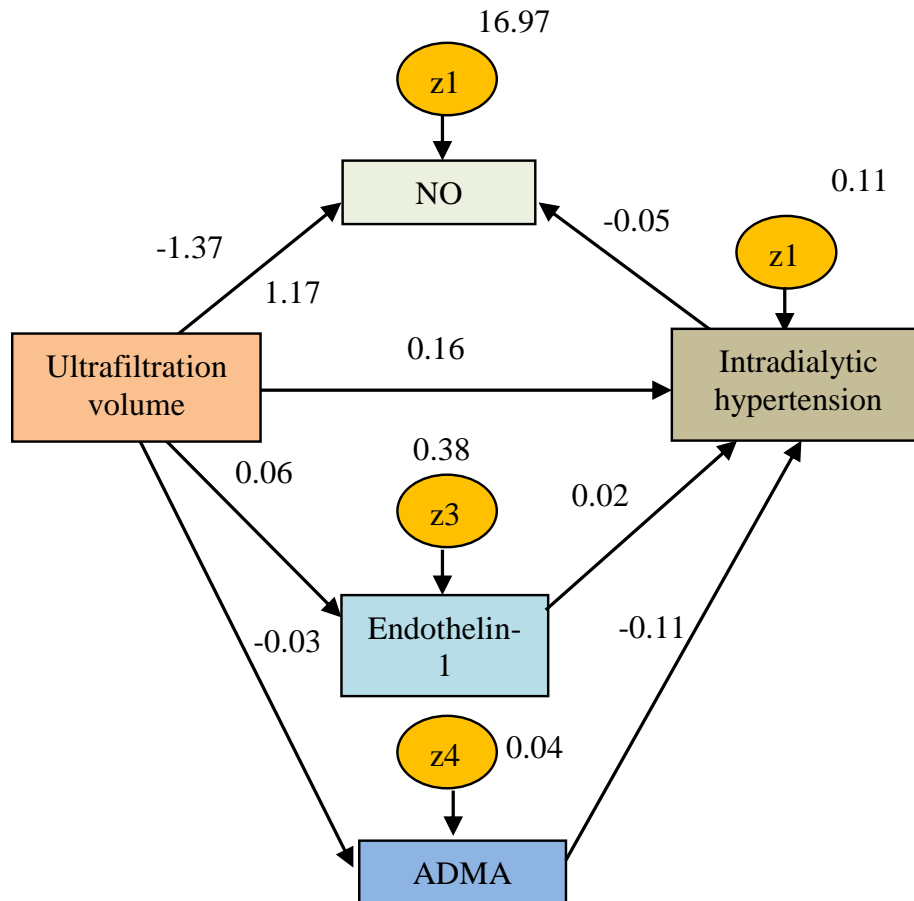 16.97
z1
NO
0.11
-0.05
z1
-1.37
1.17
0.16
Ultrafiltration
volume
Intradialytic
hypertension
0.38
0.06
0.02
z3
Endothelin-
1
-0.03
-0.11
z4
0.04
ADMA